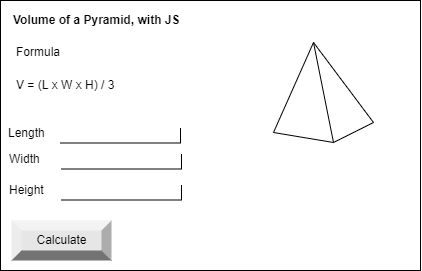 Volume of a Pyramid, with JS
Formula
V = (L x W x H) / 3
Length
Width
Height
Calculate